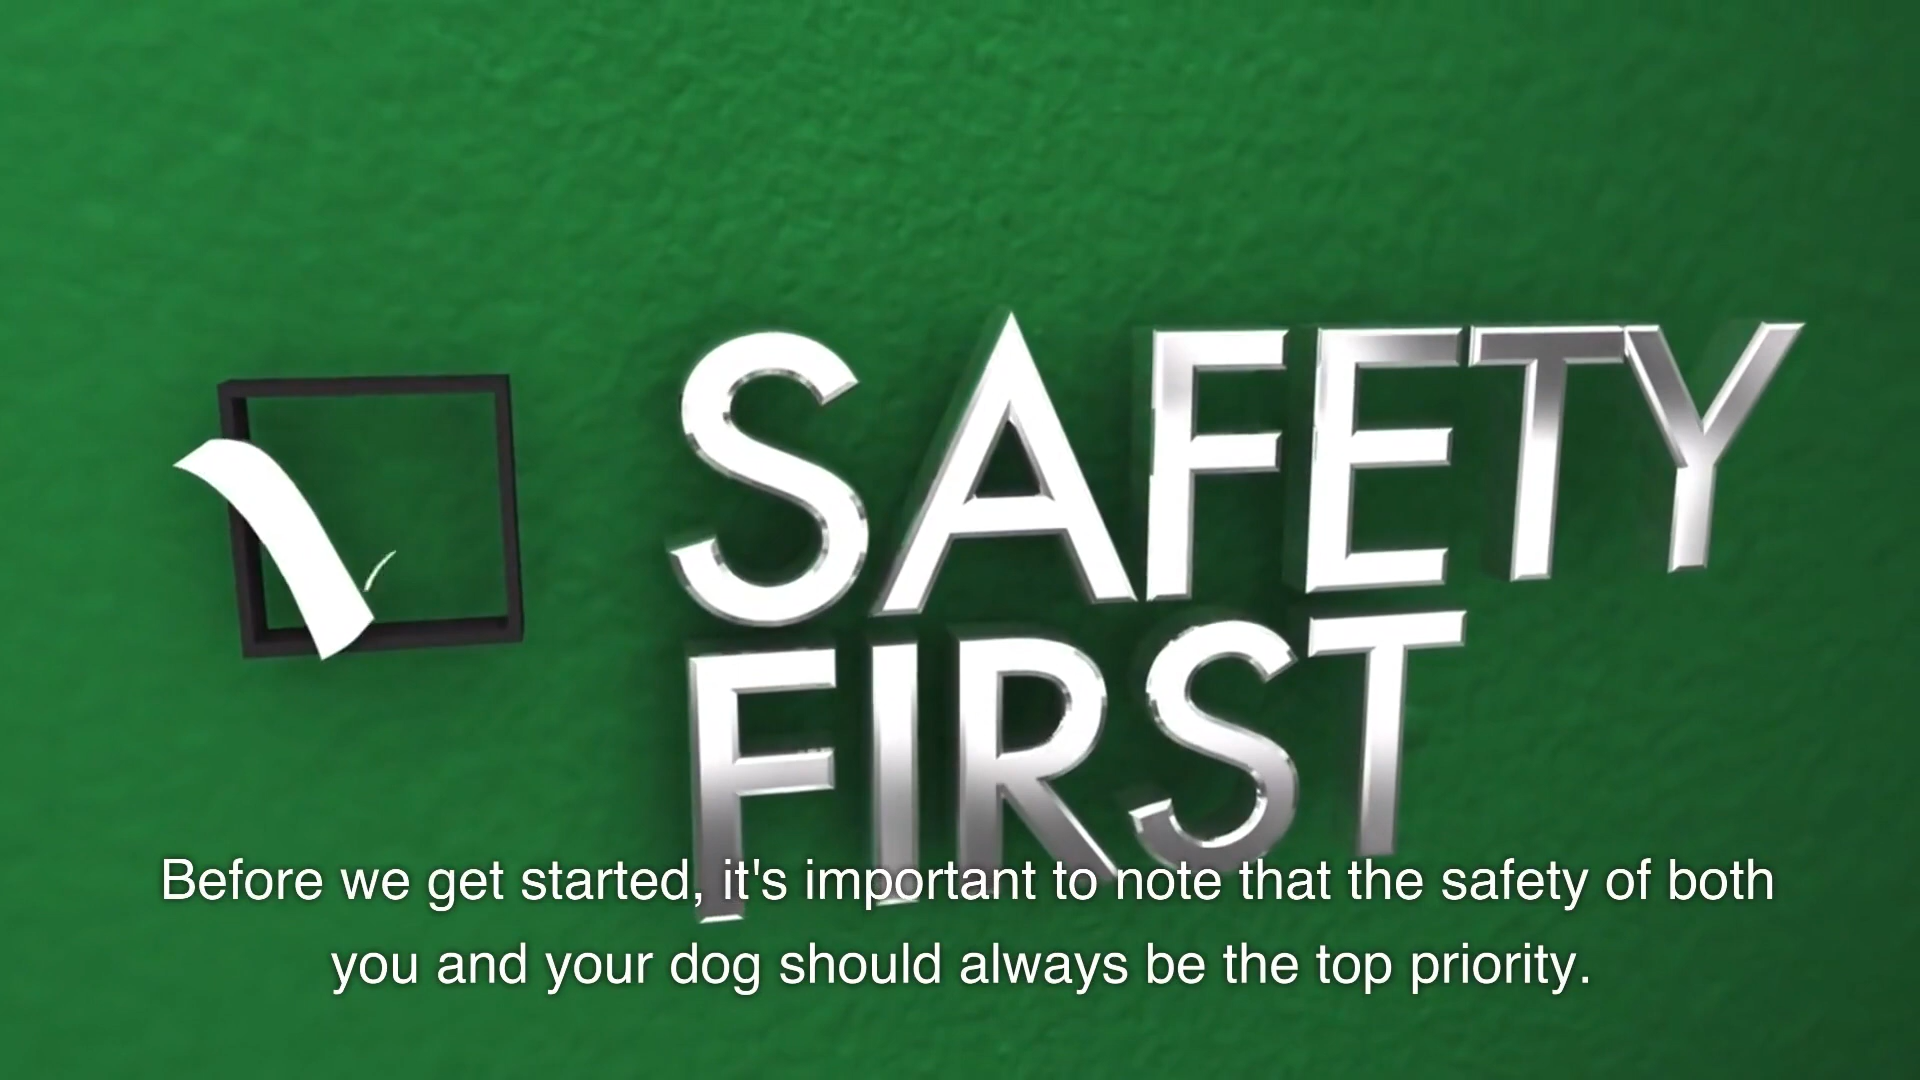 SAFETY
FIRST
Before we get started, it's important to note that the safety of both
you and your dog should always be the top priority.